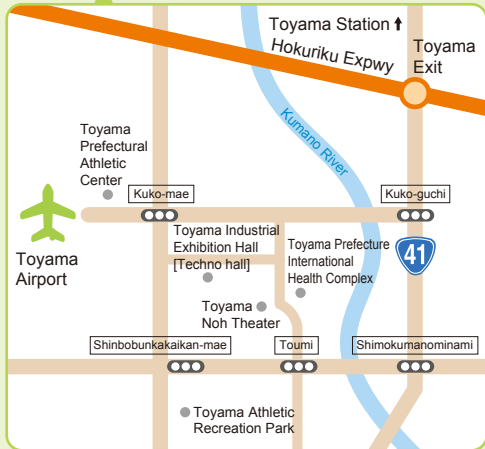 Toyama Station
Hokuriku Expwy
Toyama
Exit
Kumano River
Toyama
Prefectural
Athletic
Center
Kuko-mae
Kuko-guchi
Toyama
Airport
Toyama Industrial
Exhibition Hall
[Techno hall]
Toyama Prefecture
International
Health Complex
41
Toyama
Noh Theater
Shinbobunkakaikan-mae
Toumi
Shimokumanominami
Toyama Athletic
Recreation Park